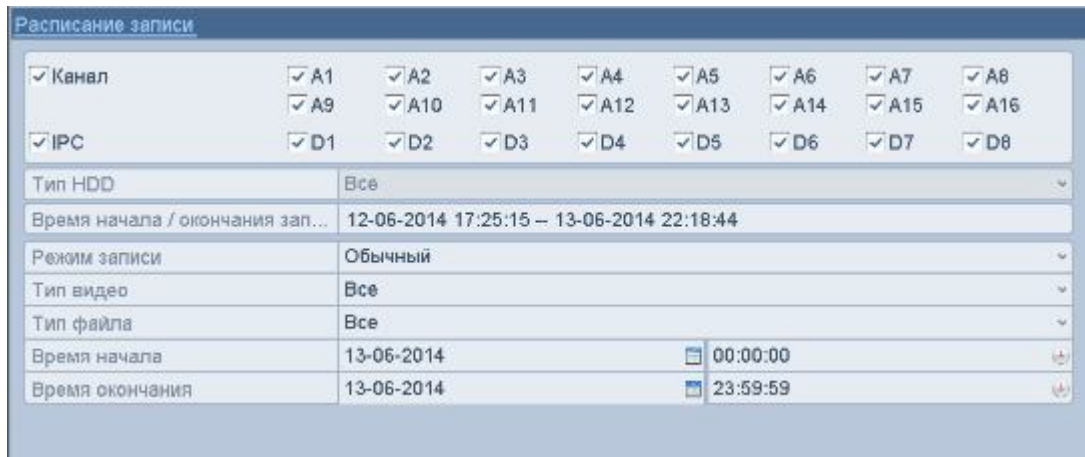 Расписание записи
Канал A1 A2 A3 A4 A5 A6 A7 A8
A9 A10 A11 A12 A13 A14 A15 A16
IPC D1 D2 D3 D4 D5 D6 D7 D8
Тип HDD Все
Время начала / окончания зап... 12-06-2014 17:25:15 -- 13-06-2014 22:18:44
Режим записи Обычный
Тип видео Все
Тип файла Все
Время начала 13-06-2014 00:00:00
Время окончания 13-06-2014 23:59:59